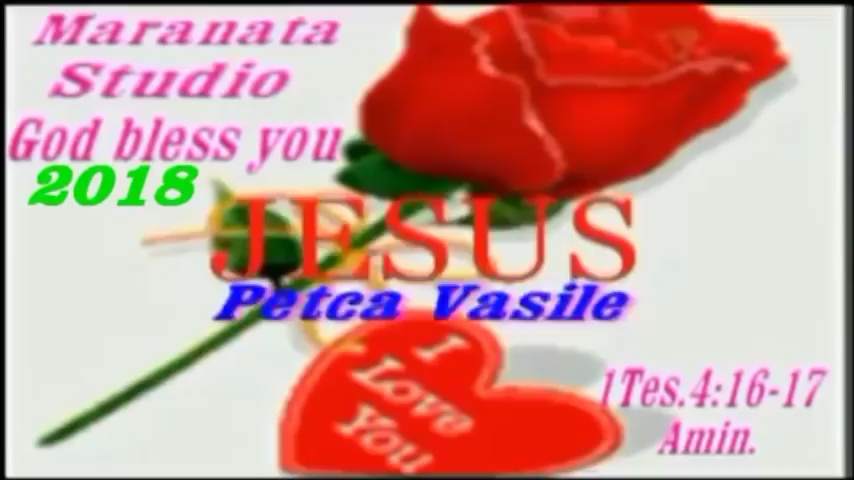 Maranata
Studio
God bless you
2018
JESUS
Petca Vasile
I
Love
You
1Tes.4:16-17
Amin.